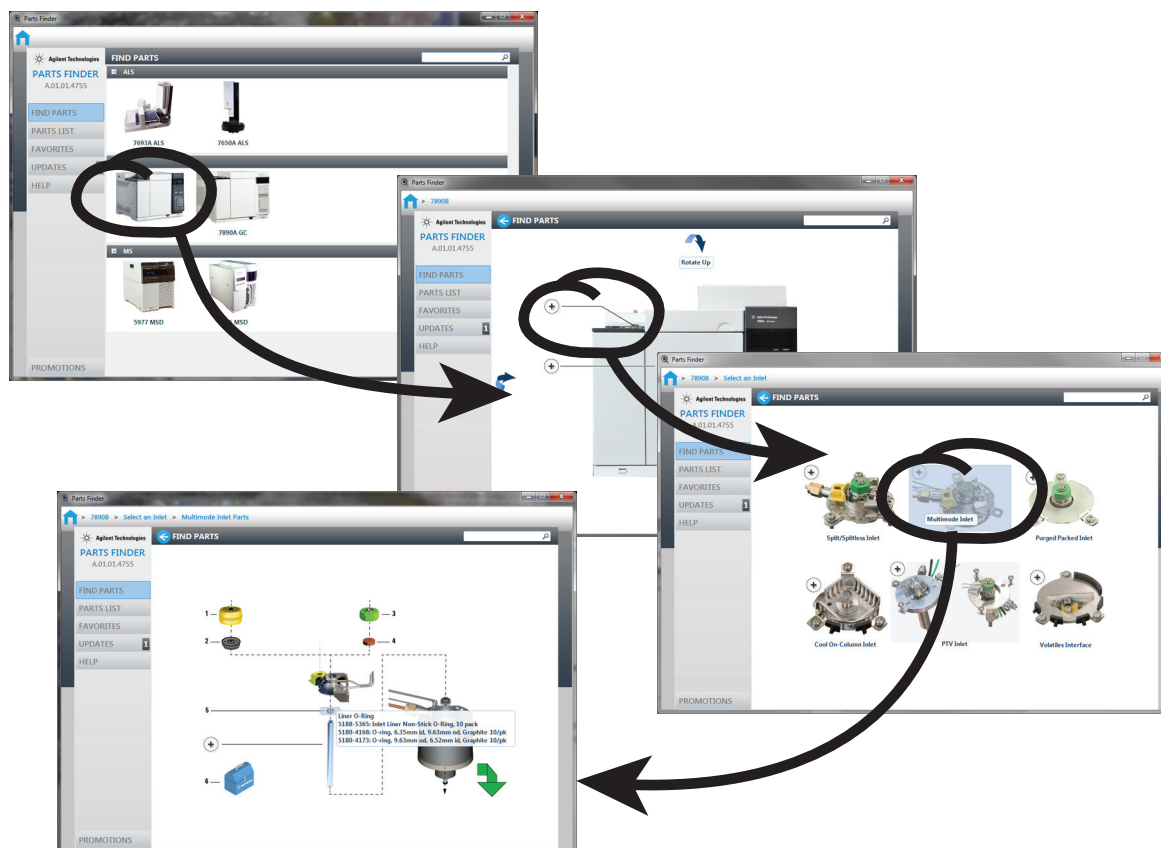 Parts Finder
Agilent Technologies
FIND PARTS
PARTS FINDER
A.01.01.4755
ALS
FIND PARTS
PARTS LIST
FAVORITES
UPDATES
HELP
7693A ALS
7650A ALS
7890A GC
MS
5977 MSD
MSD
PROMOTIONS
Parts Finder
> 7890B
Agilent Technologies
FIND PARTS
PARTS FINDER
A.01.01.4755
Rotate Up
FIND PARTS
PARTS LIST
FAVORITES
UPDATES 1
HELP
Agilent Technologies
Parts Finder
> 7890B > Select an Inlet
Agilent Technologies
FIND PARTS
PARTS FINDER
A.01.01.4755
FIND PARTS
PARTS LIST
FAVORITES
UPDATES 1
HELP
Multimode Inlet
Split/Splitless Inlet
Purged Packed Inlet
Cool On-Column Inlet
PTV Inlet
Volatiles Interface
PROMOTIONS
Parts Finder
> 7890B > Select an Inlet > Multimode Inlet Parts
Agilent Technologies
FIND PARTS
PARTS FINDER
A.01.01.4755
FIND PARTS
PARTS LIST
FAVORITES
UPDATES 1
HELP
1
2
3
4
5
6
Liner O-Ring
5188-5365: Inlet Liner Non-Stick O-Ring, 10 pack
5180-4168: O-ring, 6.35mm id, 9.63mm od, Graphite 10/pk
5180-4173: O-ring, 9.63mm od, 6.52mm id, Graphite 10/pk
PROMOTIONS